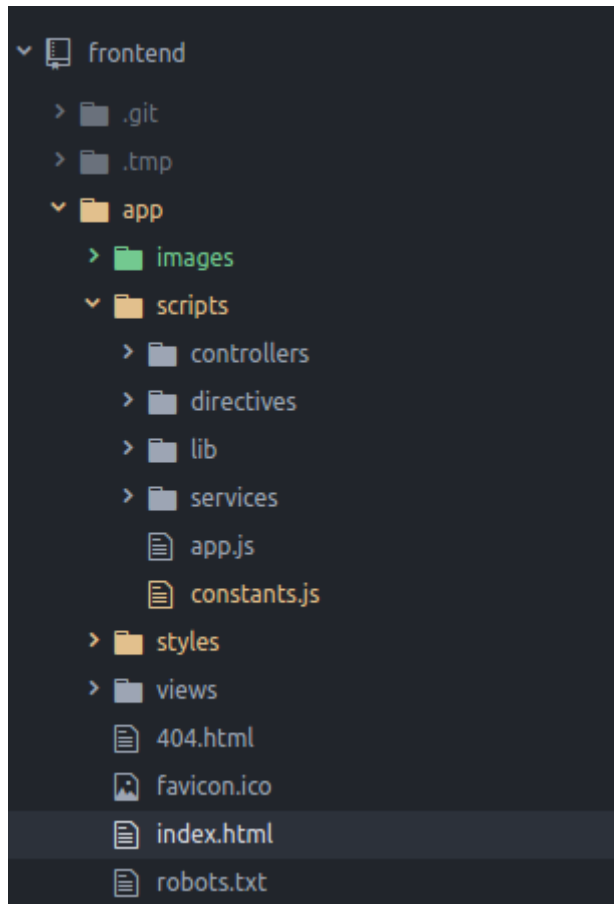 frontend
.git
.tmp
app
images
scripts
controllers
directives
lib
services
app.js
constants.js
styles
views
404.html
favicon.ico
index.html
robots.txt